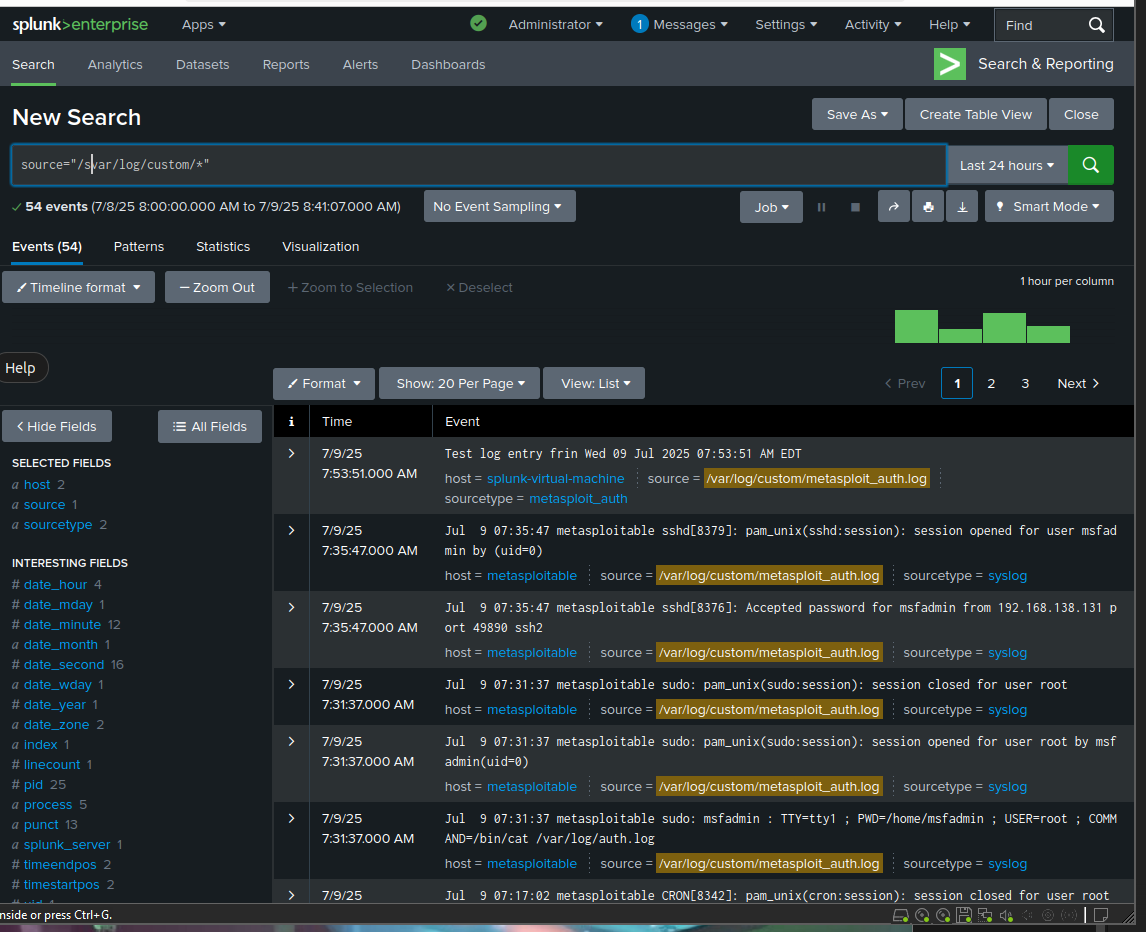 splunk>enterprise Apps Administrator 1 Messages Settings Activity Help Find
Search Analytics Datasets Reports Alerts Dashboards Search & Reporting
New Search Save As Create Table View Close
source="/svar/log/custom/*" Last 24 hours
54 events (7/8/25 8:00:00.000 AM to 7/9/25 8:41:07.000 AM) No Event Sampling Job Smart Mode
Events (54) Patterns Statistics Visualization
Timeline format — Zoom Out + Zoom to Selection × Deselect 1 hour per column
Help
Format Show: 20 Per Page View: List < Prev 1 2 3 Next >
< Hide Fields All Fields
SELECTED FIELDS
a host 2
a source 1
a sourcetype 2
INTERESTING FIELDS
# date_hour 4
# date_mday 1
# date_minute 12
a date_month 1
# date_second 16
a date_wday 1
# date_year 1
a date_zone 2
a index 1
# linecount 1
# pid 25
a process 5
a punct 13
a splunk_server 1
# timeendpos 2
# timestartpos 2
i Time Event
> 7/9/25 Test log entry frin Wed 09 Jul 2025 07:53:51 AM EDT
7:53:51.000 AM host = splunk-virtual-machine source = /var/log/custom/metasploit_auth.log
sourcetype = metasploit_auth
> 7/9/25 Jul  9 07:35:47 metasploitable sshd[8379]: pam_unix(sshd:session): session opened for user msfad
7:35:47.000 AM min by (uid=0)
host = metasploitable source = /var/log/custom/metasploit_auth.log sourcetype = syslog
> 7/9/25 Jul  9 07:35:47 metasploitable sshd[8376]: Accepted password for msfadmin from 192.168.138.131 p
7:35:47.000 AM ort 49890 ssh2
host = metasploitable source = /var/log/custom/metasploit_auth.log sourcetype = syslog
> 7/9/25 Jul  9 07:31:37 metasploitable sudo: pam_unix(sudo:session): session closed for user root
7:31:37.000 AM host = metasploitable source = /var/log/custom/metasploit_auth.log sourcetype = syslog
> 7/9/25 Jul  9 07:31:37 metasploitable sudo: pam_unix(sudo:session): session opened for user root by msf
7:31:37.000 AM admin(uid=0)
host = metasploitable source = /var/log/custom/metasploit_auth.log sourcetype = syslog
> 7/9/25 Jul  9 07:31:37 metasploitable sudo: msfadmin : TTY=tty1 ; PWD=/home/msfadmin ; USER=root ; COMM
7:31:37.000 AM AND=/bin/cat /var/log/auth.log
host = metasploitable source = /var/log/custom/metasploit_auth.log sourcetype = syslog
> 7/9/25 Jul  9 07:17:02 metasploitable CRON[8342]: pam_unix(cron:session): session closed for user root
nside or press Ctrl+G.